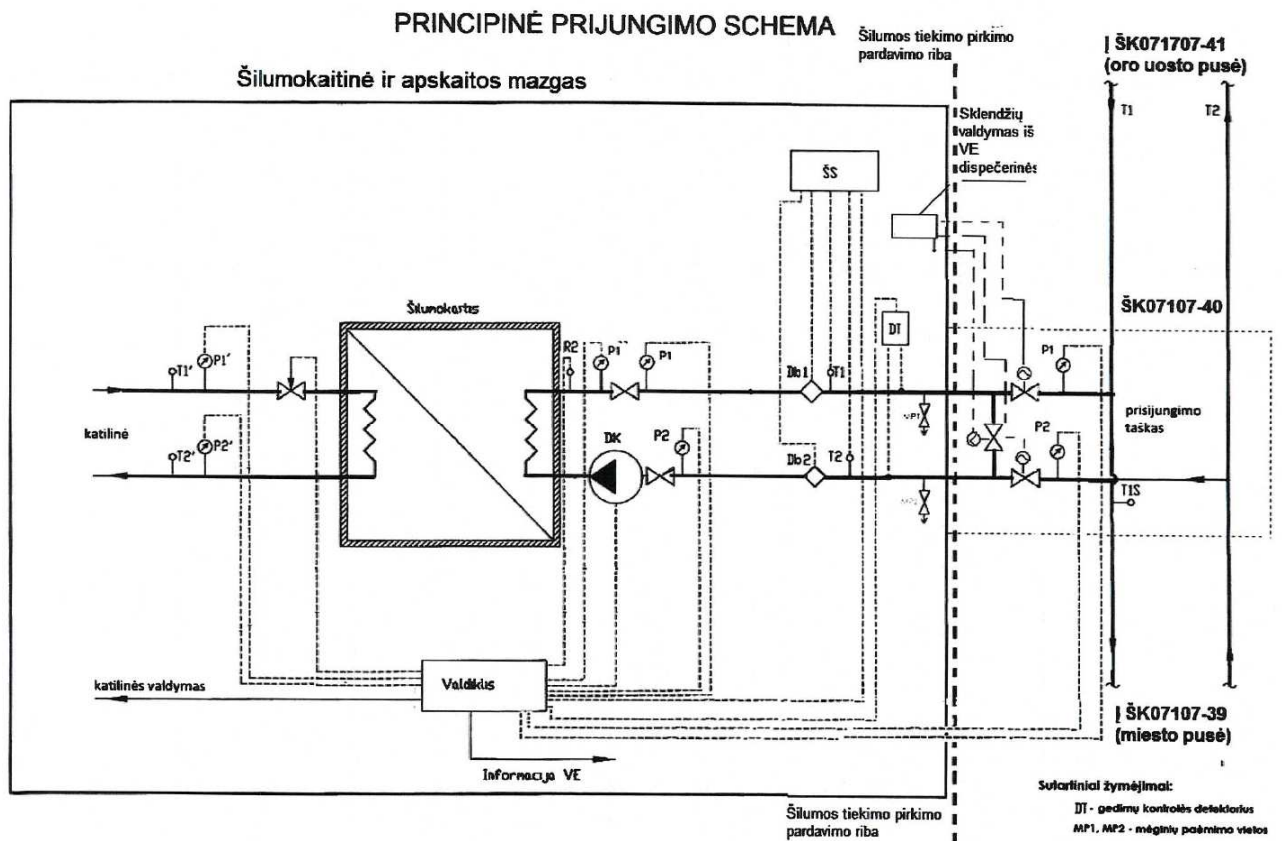 PRINCIPINĖ PRIJUNGIMO SCHEMA
Šilumos tiekimo pirkimo
pardavimo riba
Į ŠK071707-41
(oro uosto pusė)
Šilumokaitinė ir apskaitos mazgas
T1
T2
Sklendžių
valdymas iš
VE
dispečerinės
ŠS
Šilumokaitis
DT
ŠK07107-40
T1'
P1'
R2
P1
P1
Db1
T1
P1
MP1
katilinė
prisijungimo
taškas
T2'
P2'
DK
P2
Db2
T2
P2
T1S
Valdiklis
katilinės valdymas
Informacija VE
Į ŠK07107-39
(miesto pusė)
Šilumos tiekimo pirkimo
pardavimo riba
Sutartiniai žymėjimai:
DT - gedimų kontrolės detektorius
MP1, MP2 - mėginių paėmimo vietos